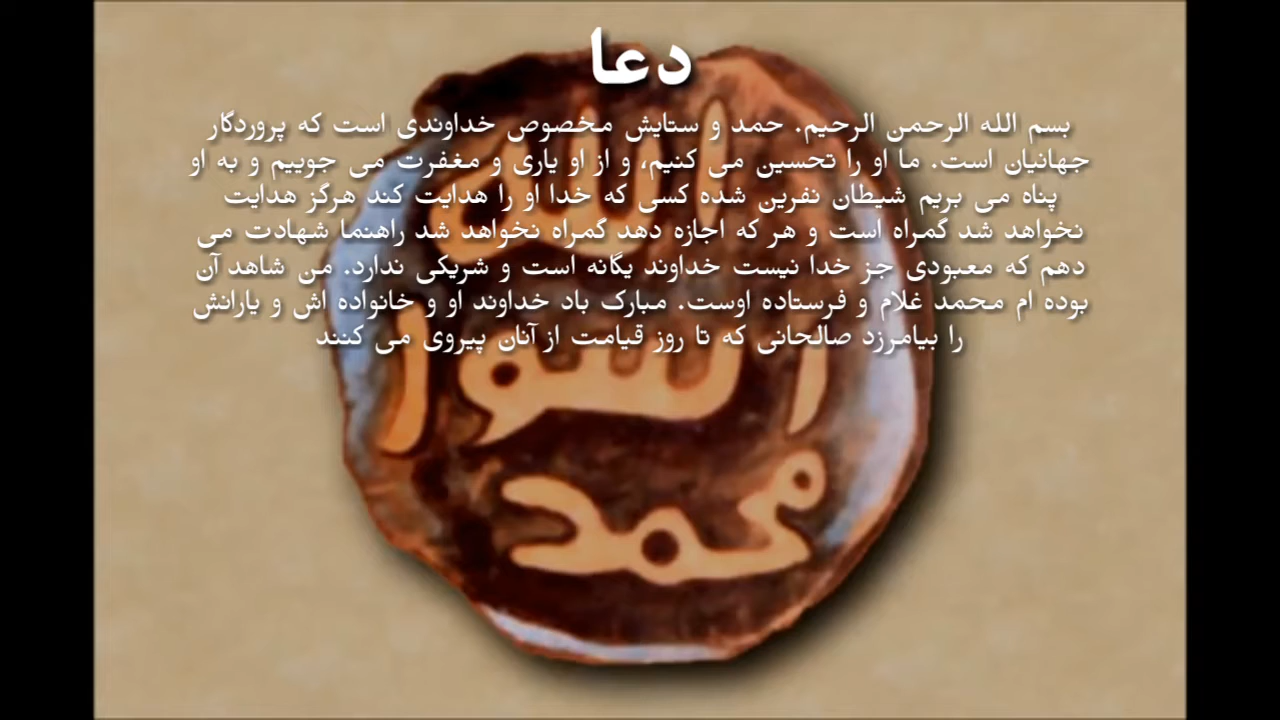 دعا
بسم الله الرحمن الرحیم. حمد و ستایش مخصوص خداوندی است که پروردگار
جهانیان است. ما او را تحسین می کنیم، و از او یاری و مغفرت می جوییم و به او
پناه می بریم شیطان نفرین شده کسی که خدا او را هدایت کند هرگز هدایت
نخواهد شد گمراه است و هر که اجازه دهد گمراه نخواهد شد راهنما شهادت می
دهم که معبودی جز خدا نیست خداوند یگانه است و شریکی ندارد. من شاهد آن
بوده ام محمد غلام و فرستاده اوست. مبارک باد خداوند او و خانواده اش و یارانش
را بیامرزد صالحانی که تا روز قیامت از آنان پیروی می کنند
الله
رسول
محمد